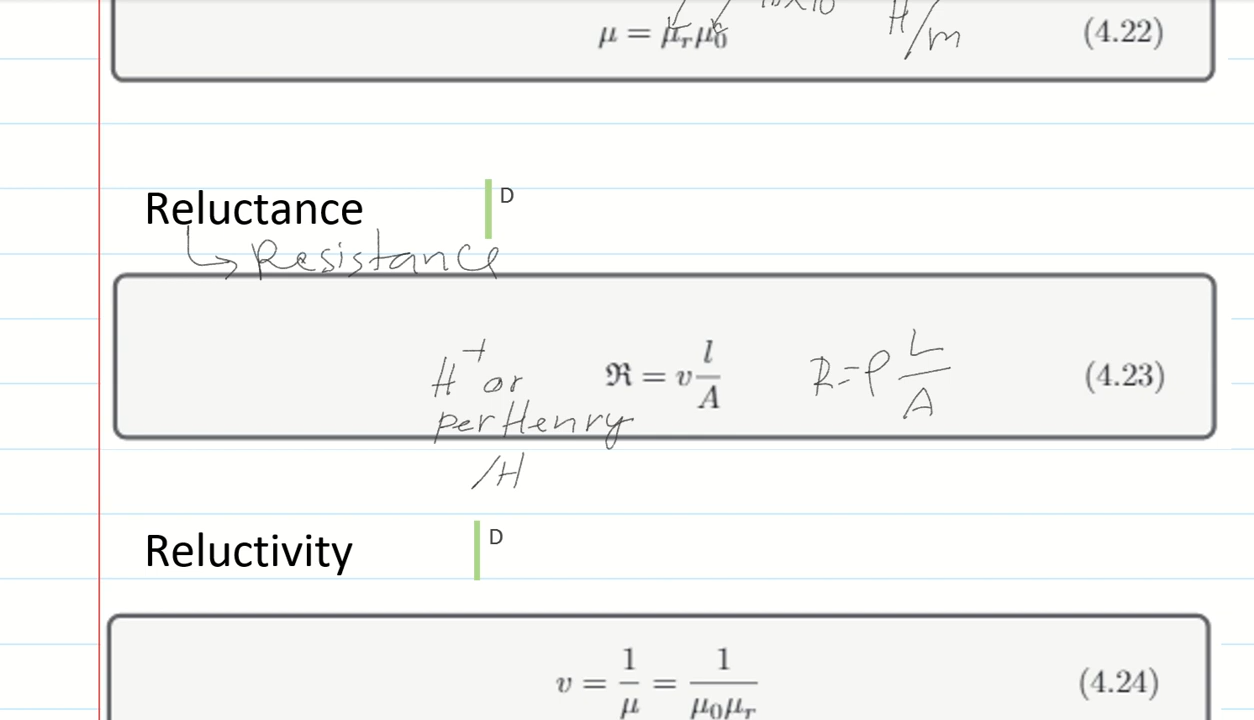 μ = μrμ0 H/m (4.22)
Reluctance D
↳ Resistance
H⁻¹ or ℜ = v l/A R=ρ L/A (4.23)
per Henry
/H
Reluctivity D
v = 1/μ = 1/μ0μr (4.24)